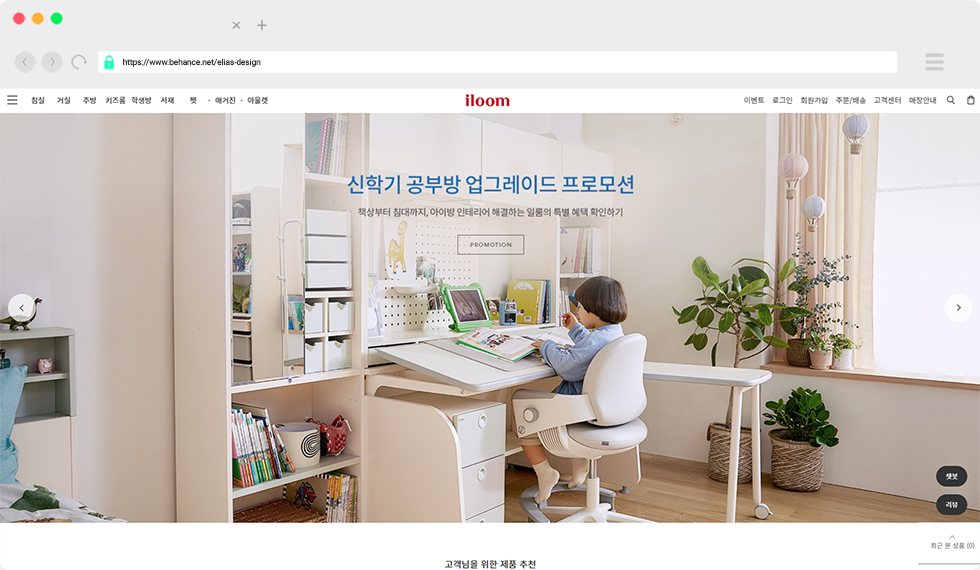 https://www.behance.net/elias-design
침실 거실 주방 키즈룸 학생방 서재 펫 · 매거진 · 아울렛
iloom
이벤트 로그인 회원가입 주문/배송 고객센터 매장안내
신학기 공부방 업그레이드 프로모션
책상부터 침대까지, 아이방 인테리어 해결하는 일룸의 특별 혜택 확인하기
PROMOTION
챗봇
리뷰
최근 본 상품 (0)
고객님을 위한 제품 추천